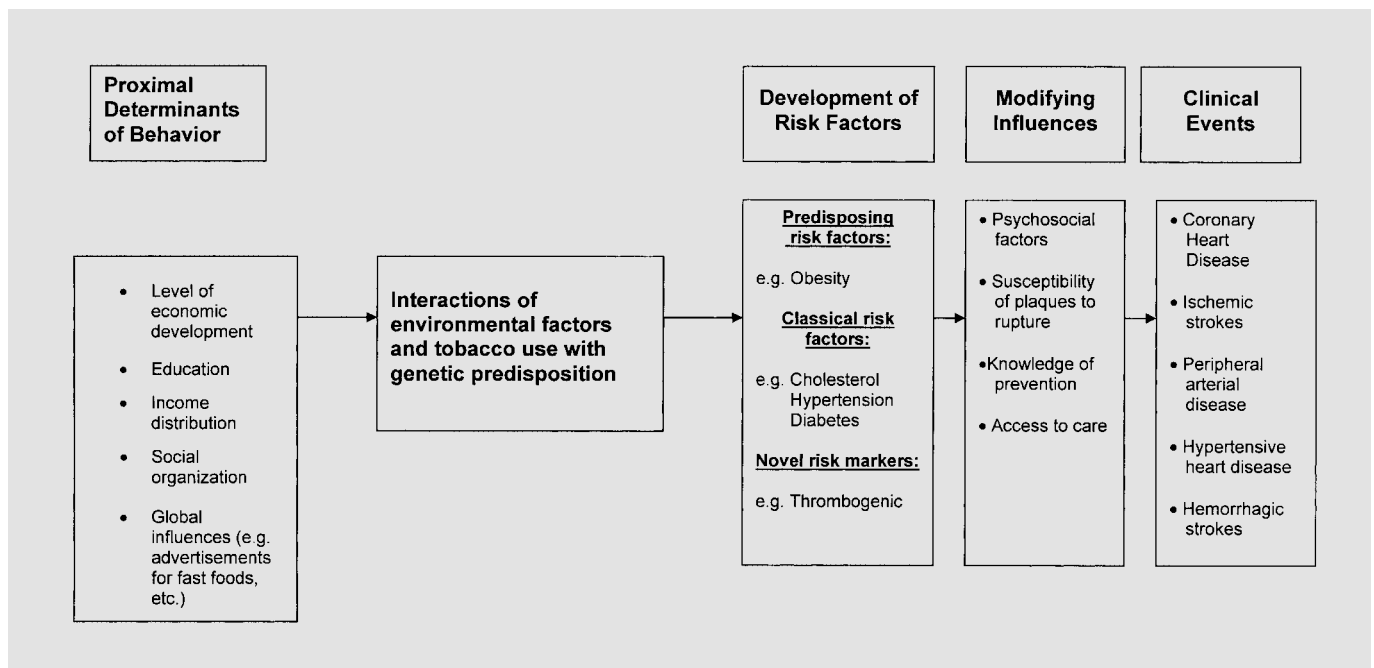 Proximal
Determinants
of Behavior
Development of
Risk Factors
Modifying
Influences
Clinical
Events
• Level of
economic
development
• Education
• Income
distribution
• Social
organization
• Global
influences (e.g.
advertisements
for fast foods,
etc.)
Interactions of
environmental factors
and tobacco use with
genetic predisposition
Predisposing
risk factors:
e.g. Obesity
Classical risk
factors:
e.g. Cholesterol
Hypertension
Diabetes
Novel risk markers:
e.g. Thrombogenic
• Psychosocial
factors
• Susceptibility
of plaques to
rupture
•Knowledge of
prevention
• Access to care
• Coronary
Heart
Disease
• Ischemic
strokes
• Peripheral
arterial
disease
• Hypertensive
heart disease
• Hemorrhagic
strokes